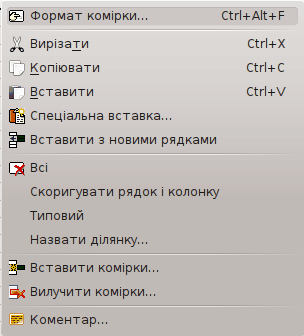 Формат комірки... Ctrl+Alt+F
Вирізати Ctrl+X
Копіювати Ctrl+C
Вставити Ctrl+V
Спеціальна вставка...
Вставити з новими рядками
Всі
Скоригувати рядок і колонку
Типовий
Назвати ділянку...
Вставити комірки...
Вилучити комірки...
Коментар...